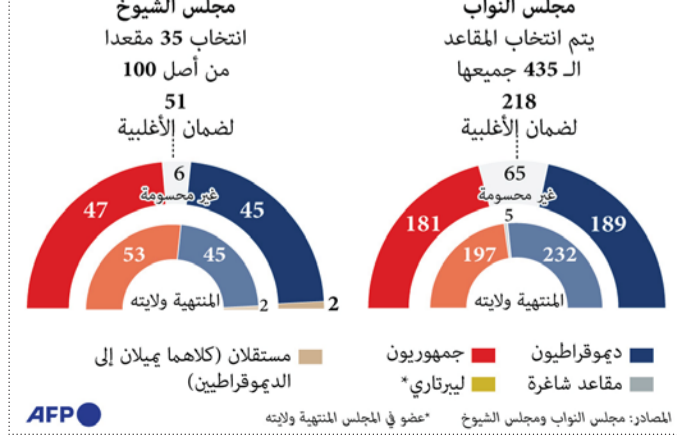 مجلس النواب
يتم انتخاب المقاعد
الـ 435 جميعها
218
لضمان الأغلبية
65
غير محسومة
181
189
5
197
232
المنتهية ولايته
مجلس الشيوخ
انتخاب 35 مقعدا
من أصل 100
51
لضمان الأغلبية
6
غير محسومة
47
45
53
45
المنتهية ولايته
2
2
ديموقراطيون
جمهوريون
مقاعد شاغرة
ليبرتاري*
مستقلان (كلاهما يميلان إلى
الديموقراطيين)
المصادر: مجلس النواب ومجلس الشيوخ
*عضو في المجلس المنتهية ولايته
AFP